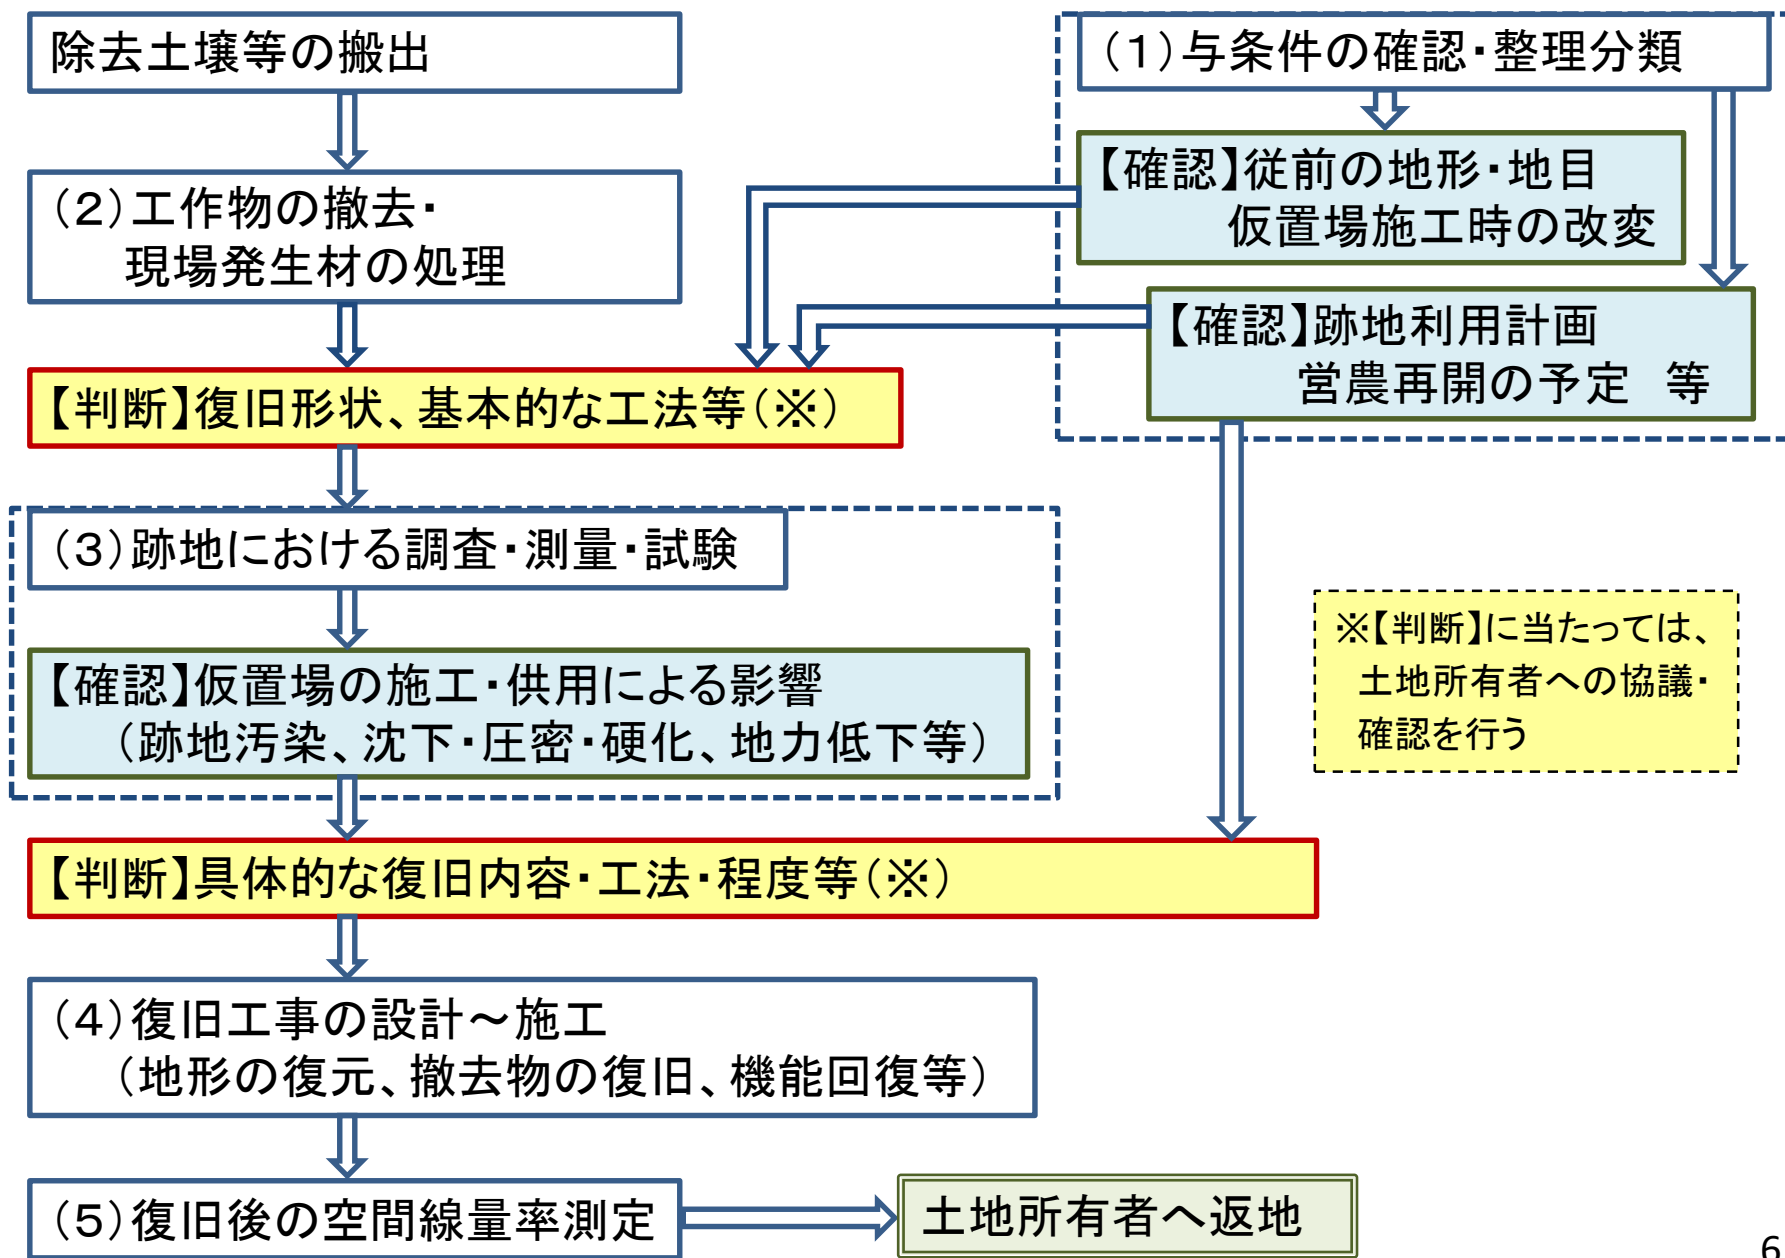 除去土壌等の搬出
(2)工作物の撤去・
現場発生材の処理
【判断】復旧形状、基本的な工法等(※)
(3)跡地における調査・測量・試験
【確認】仮置場の施工・供用による影響
(跡地汚染、沈下・圧密・硬化、地力低下等)
【判断】具体的な復旧内容・工法・程度等(※)
(4)復旧工事の設計～施工
(地形の復元、撤去物の復旧、機能回復等)
(5)復旧後の空間線量率測定
土地所有者へ返地
(1)与条件の確認・整理分類
【確認】従前の地形・地目
仮置場施工時の改変
【確認】跡地利用計画
営農再開の予定　等
※【判断】に当たっては、
土地所有者への協議・
確認を行う
6